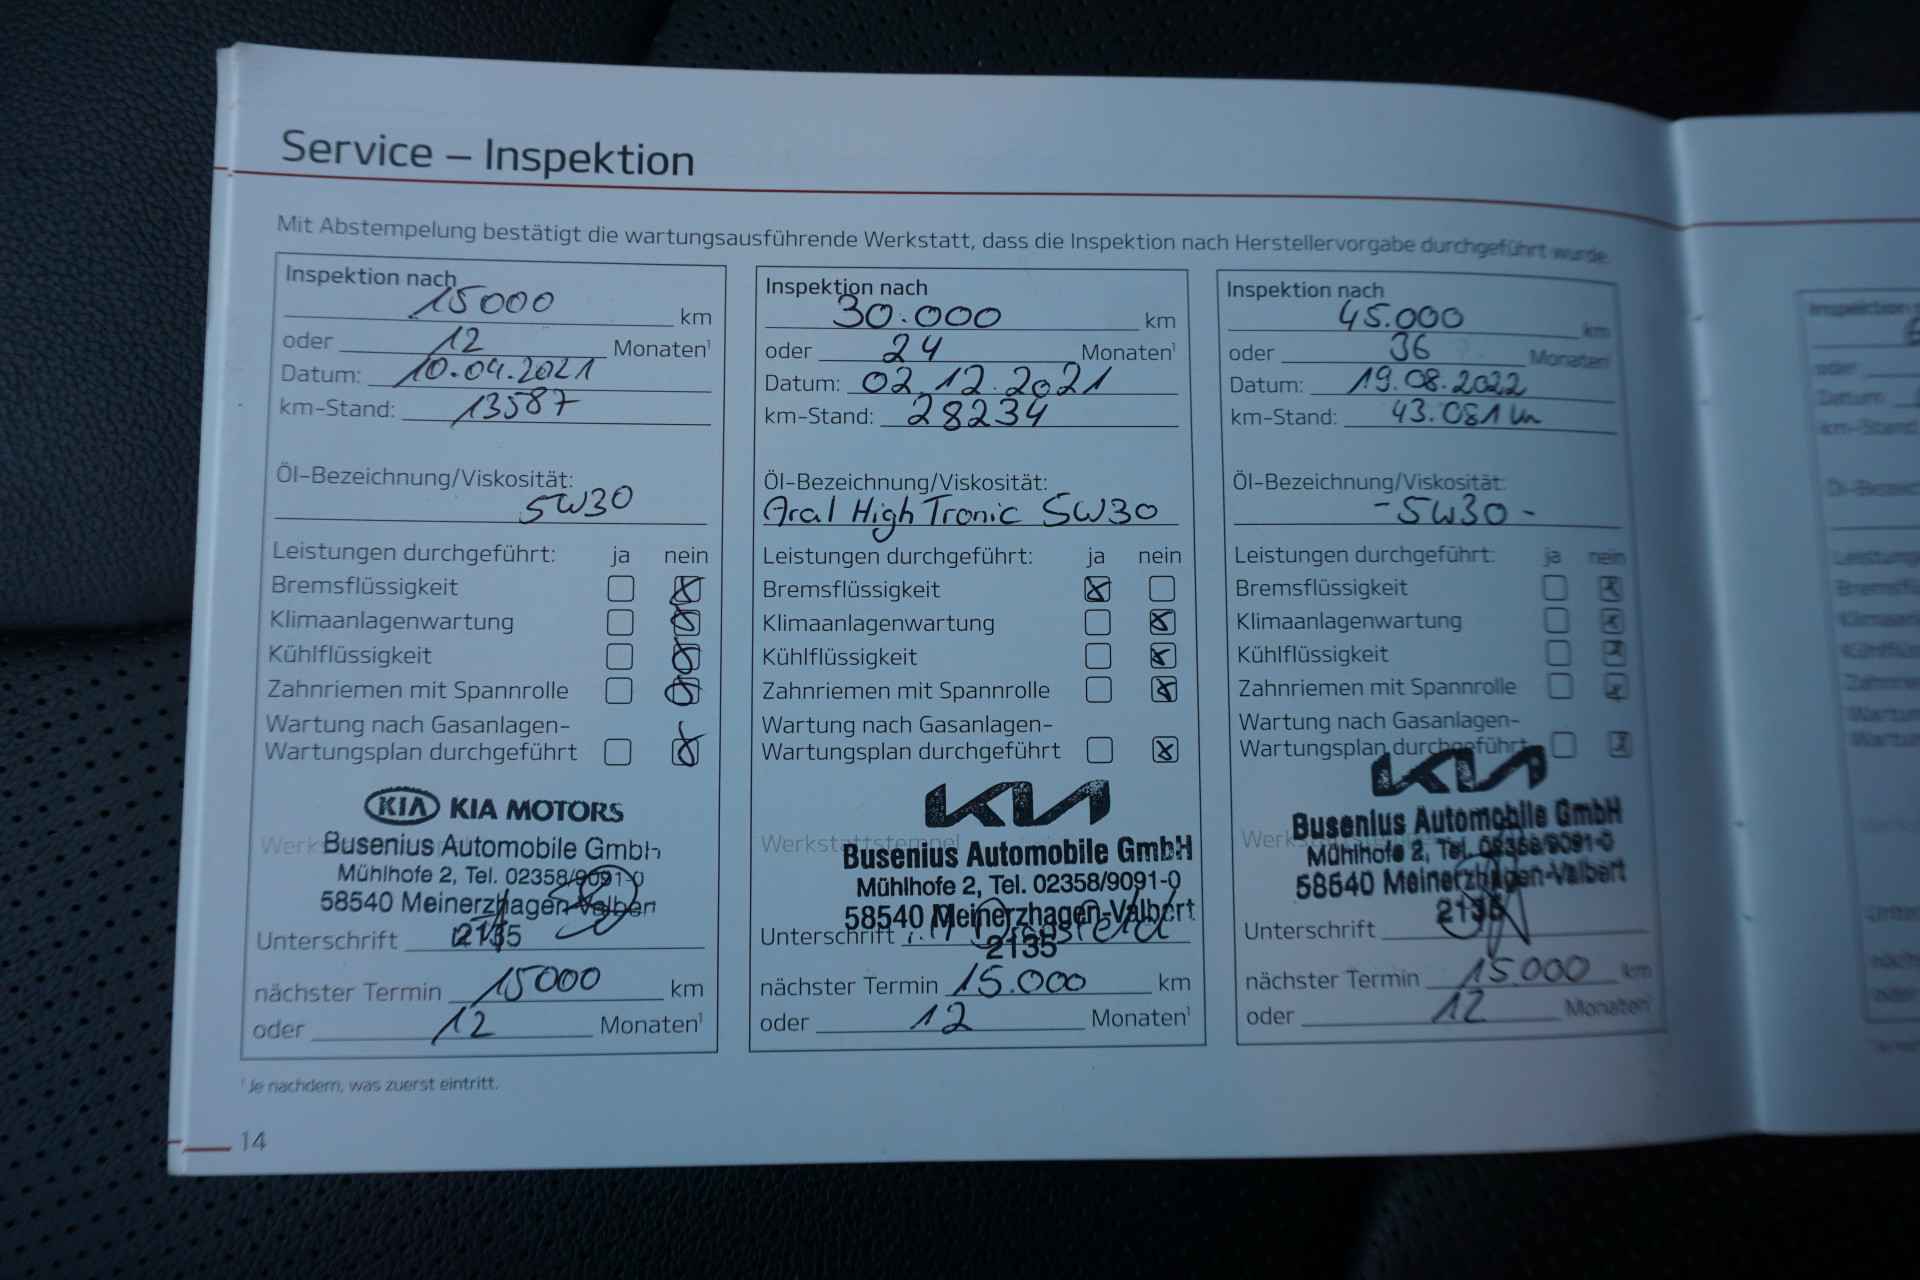 Service – Inspektion
Mit Abstempelung bestätigt die wartungsausführende Werkstatt, dass die Inspektion nach Herstellervorgabe durchgeführt wurde.
Inspektion nach
15000 km
oder 12 Monaten¹
Datum: 10.04.2021
km-Stand: 13587
Öl-Bezeichnung/Viskosität:
5W30
Leistungen durchgeführt: ja nein
Bremsflüssigkeit
Klimaanlagenwartung
Kühlflüssigkeit
Zahnriemen mit Spannrolle
Wartung nach Gasanlagen-
Wartungsplan durchgeführt
KIA KIA MOTORS
Busenius Automobile GmbH
Mühlhofe 2, Tel. 02358/9091-0
58540 Meinerzhagen-Valbert
2135
Unterschrift
nächster Termin 15000 km
oder 12 Monaten¹
Inspektion nach
30.000 km
oder 24 Monaten¹
Datum: 02.12.2021
km-Stand: 28234
Öl-Bezeichnung/Viskosität:
Aral High Tronic 5W30
Leistungen durchgeführt: ja nein
Bremsflüssigkeit
Klimaanlagenwartung
Kühlflüssigkeit
Zahnriemen mit Spannrolle
Wartung nach Gasanlagen-
Wartungsplan durchgeführt
KIA
Werkstattstempel
Busenius Automobile GmbH
Mühlhofe 2, Tel. 02358/9091-0
58540 Meinerzhagen-Valbert
2135
Unterschrift
nächster Termin 15.000 km
oder 12 Monaten¹
Inspektion nach
45.000 km
oder 36 Monaten¹
Datum: 19.08.2022
km-Stand: 43.081 km
Öl-Bezeichnung/Viskosität:
-5W30-
Leistungen durchgeführt: ja nein
Bremsflüssigkeit
Klimaanlagenwartung
Kühlflüssigkeit
Zahnriemen mit Spannrolle
Wartung nach Gasanlagen-
Wartungsplan durchgeführt
KIA
Busenius Automobile GmbH
Mühlhofe 2, Tel. 02358/9091-0
58540 Meinerzhagen-Valbert
2135
Unterschrift
nächster Termin 15.000 km
oder 12 Monaten¹
¹ Je nachdem, was zuerst eintritt.
14